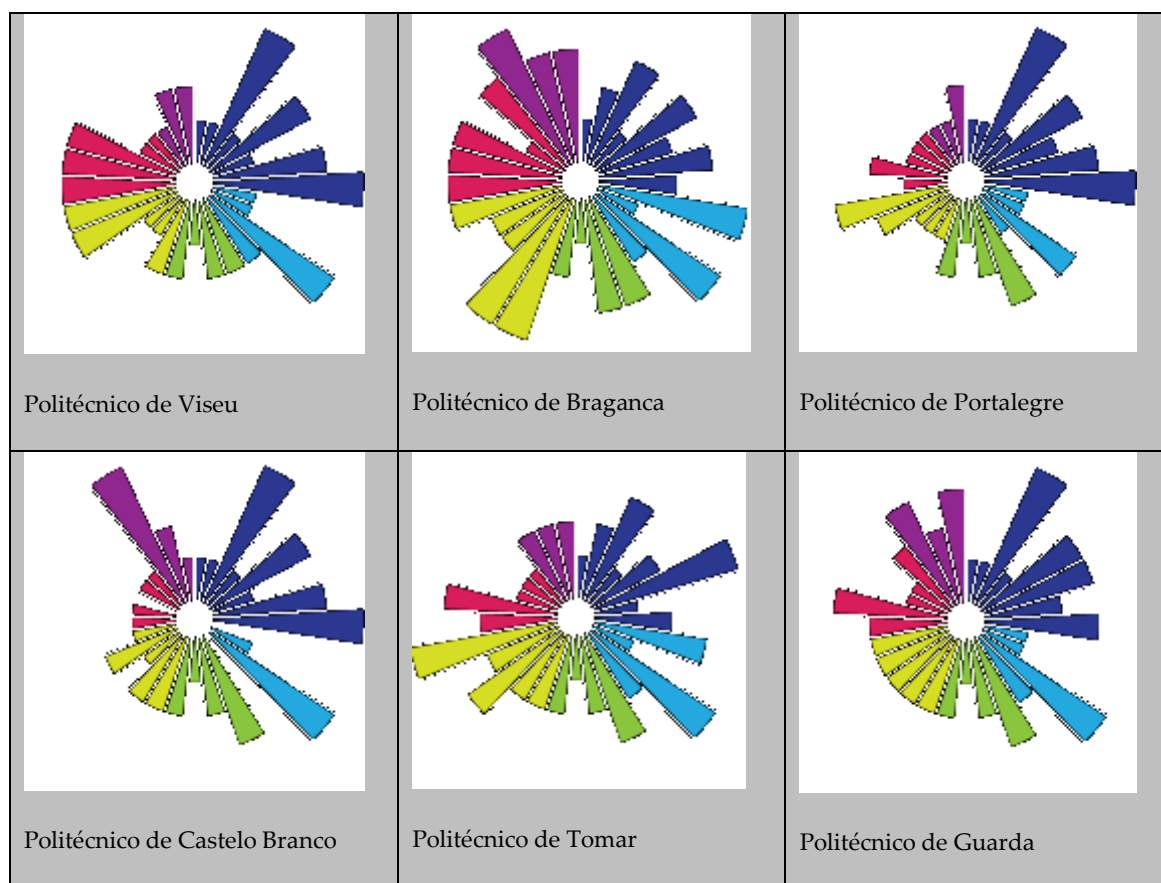 Politécnico de Viseu
Politécnico de Braganca
Politécnico de Portalegre
Politécnico de Castelo Branco
Politécnico de Tomar
Politécnico de Guarda